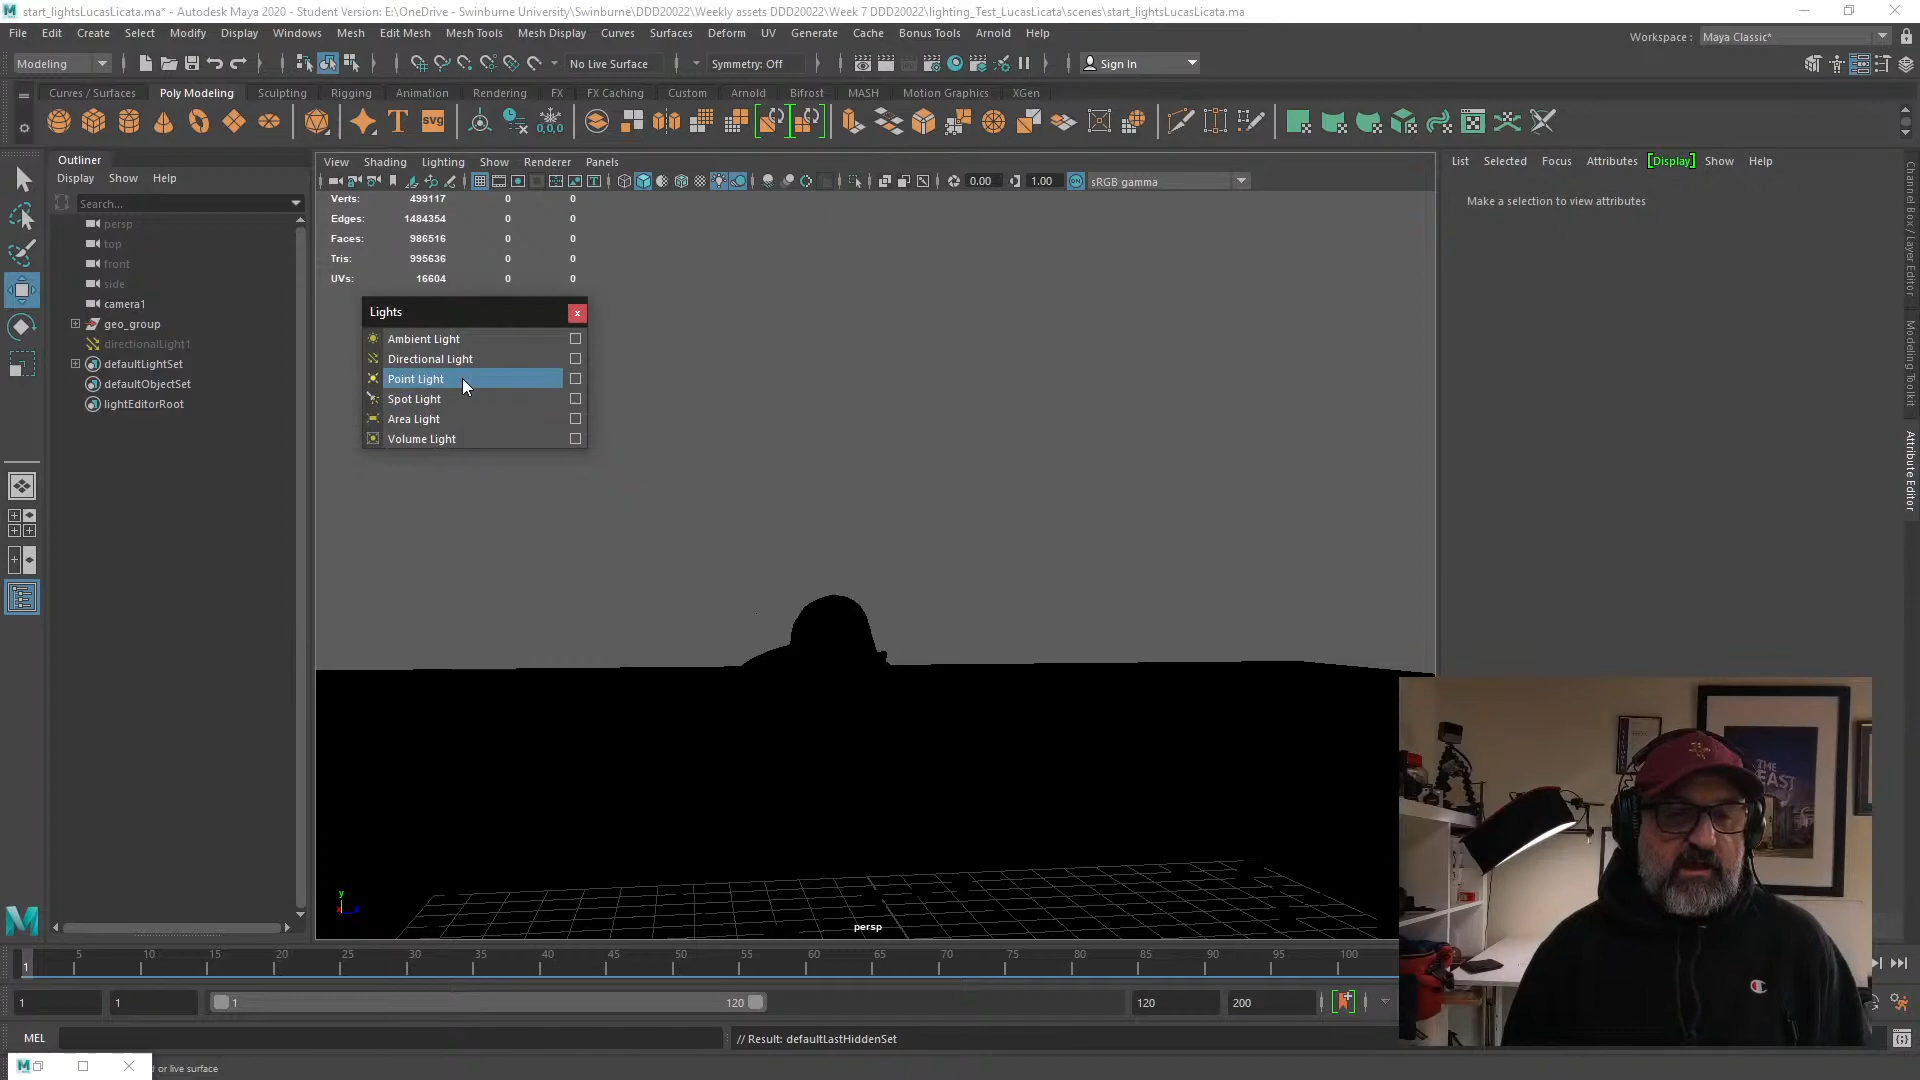 start_lightsLucasLicata.ma* - Autodesk Maya 2020 - Student Version: E:\OneDrive - Swinburne University\Swinburne\DDD20022\Weekly assets DDD20022\Week 7 DDD20022\lighting_Test_LucasLicata\scenes\start_lightsLucasLicata.ma
File Edit Create Select Modify Display Windows Mesh Edit Mesh Mesh Tools Mesh Display Curves Surfaces Deform UV Generate Cache Bonus Tools Arnold Help
Workspace : Maya Classic*
Modeling No Live Surface Symmetry: Off Sign In
Curves / Surfaces Poly Modeling Sculpting Rigging Animation Rendering FX FX Caching Custom Arnold Bifrost MASH Motion Graphics XGen
T svg 0,0,0
Outliner
Display Show Help
Search...
persp
top
front
side
camera1
geo_group
directionalLight1
defaultLightSet
defaultObjectSet
lightEditorRoot
View Shading Lighting Show Renderer Panels
0.00 1.00 ON sRGB gamma
Verts: 499117 0 0
Edges: 1484354 0 0
Faces: 986516 0 0
Tris: 995636 0 0
UVs: 16604 0 0
Lights x
Ambient Light
Directional Light
Point Light
Spot Light
Area Light
Volume Light
y
persp
List Selected Focus Attributes [Display] Show Help
Make a selection to view attributes
Channel Box / Layer Editor
Modeling Toolkit
Attribute Editor
THE
5 10 15 20 25 30 35 40 45 50 55 60 65 70 75 80 85 90 95 100
1
1 1 1 120 120 200
MEL // Result: defaultLastHiddenSet
or live surface